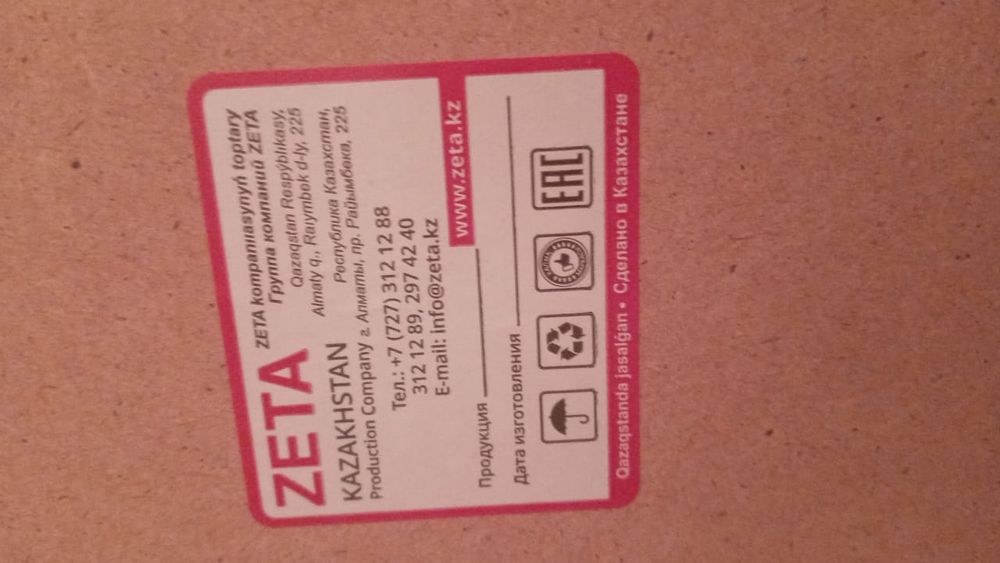 ZETA
KAZAKHSTAN
Production Company
ZETA kompanııasynyń toptary
Группа компаний ZETA
Qazaqstan Respýblıkasy,
Almaty q., Raıymbek d-ly, 225
Республика Казахстан,
г. Алматы, пр. Райымбека, 225
Тел.: +7 (727) 312 12 88
312 12 89, 297 42 40
E-mail: info@zeta.kz
www.zeta.kz
Продукция
Дата изготовления
EAC
Qazaqstanda jasalǵan • Сделано в Казахстане